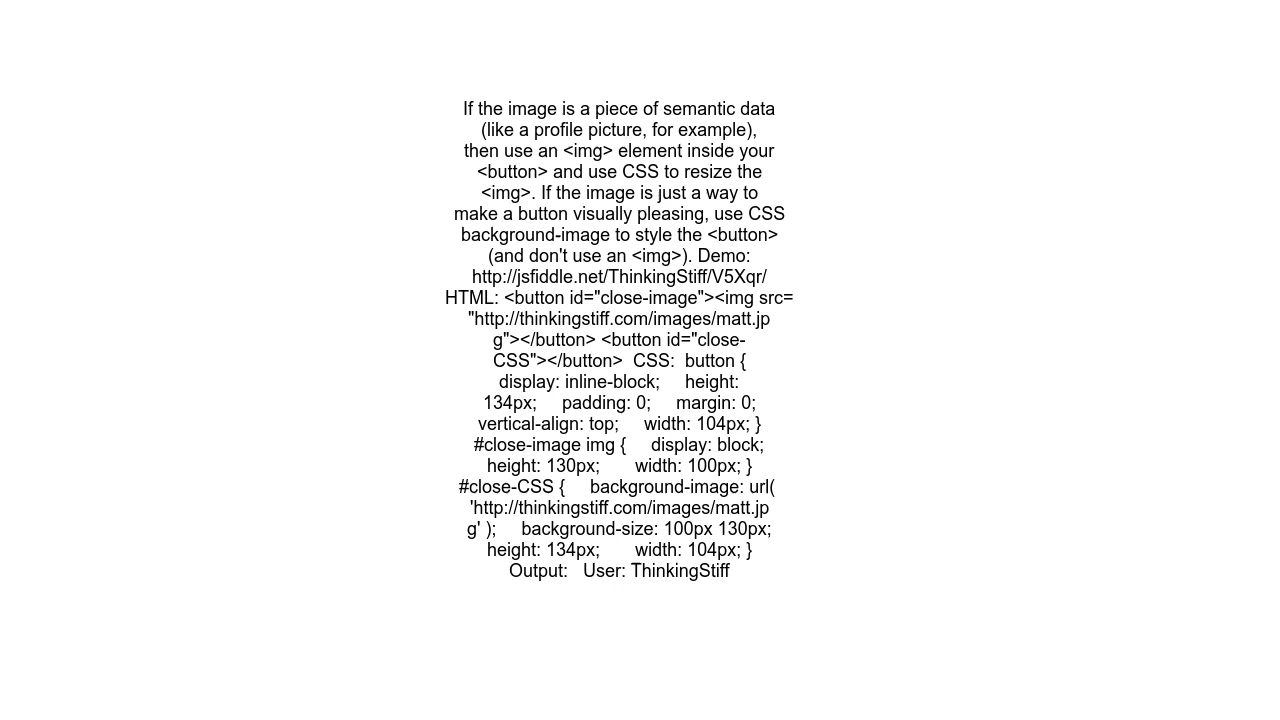 If the image is a piece of semantic data
(like a profile picture, for example),
then use an <img> element inside your
<button> and use CSS to resize the
<img>. If the image is just a way to
make a button visually pleasing, use CSS
background-image to style the <button>
(and don't use an <img>). Demo:
http://jsfiddle.net/ThinkingStiff/V5Xqr/
HTML: <button id="close-image"><img src=
"http://thinkingstiff.com/images/matt.jp
g"></button> <button id="close-
CSS"></button>  CSS:  button {
display: inline-block;     height:
134px;     padding: 0;     margin: 0;
vertical-align: top;     width: 104px; }
#close-image img {     display: block;
height: 130px;       width: 100px; }
#close-CSS {     background-image: url(
'http://thinkingstiff.com/images/matt.jp
g' );     background-size: 100px 130px;
height: 134px;       width: 104px; }
Output:   User: ThinkingStiff